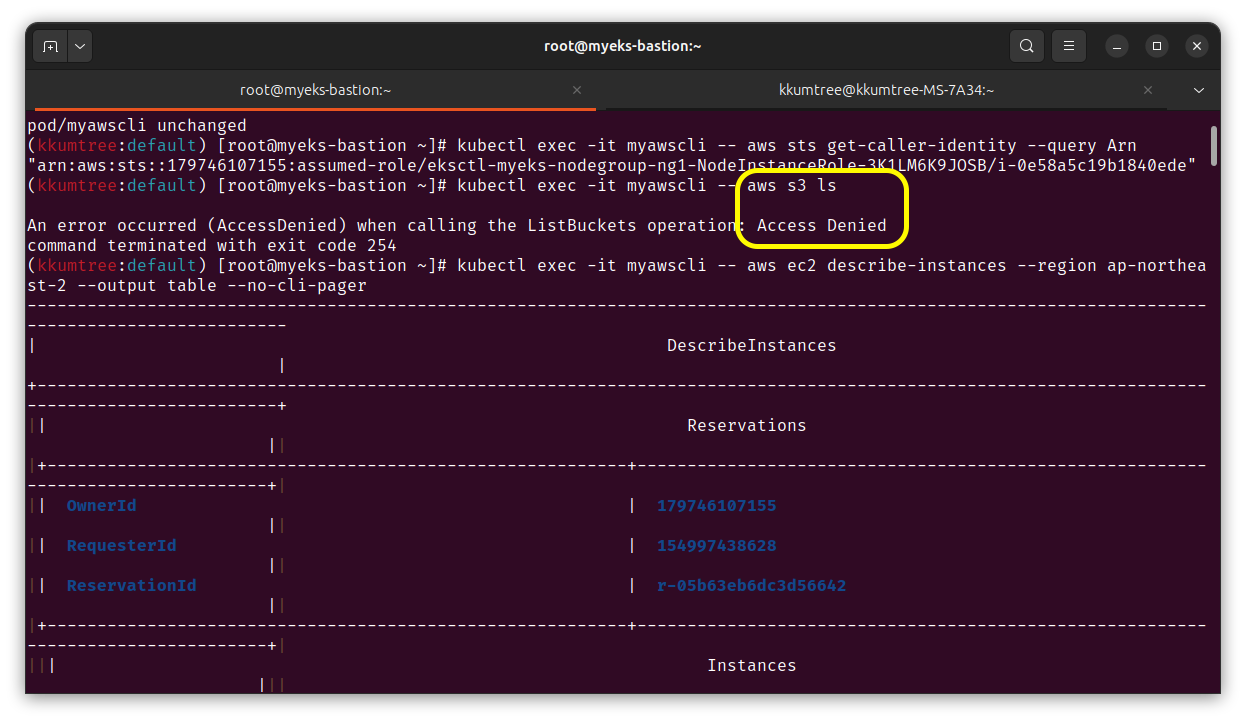 root@myeks-bastion:~
root@myeks-bastion:~
kkumtree@kkumtree-MS-7A34:~
pod/myawscli unchanged
(kkumtree:default) [root@myeks-bastion ~]# kubectl exec -it myawscli -- aws sts get-caller-identity --query Arn
"arn:aws:sts::179746107155:assumed-role/eksctl-myeks-nodegroup-ng1-NodeInstanceRole-3K1LM6K9JOSB/i-0e58a5c19b1840ede"
(kkumtree:default) [root@myeks-bastion ~]# kubectl exec -it myawscli -- aws s3 ls
An error occurred (AccessDenied) when calling the ListBuckets operation: Access Denied
command terminated with exit code 254
(kkumtree:default) [root@myeks-bastion ~]# kubectl exec -it myawscli -- aws ec2 describe-instances --region ap-northea
st-2 --output table --no-cli-pager
DescribeInstances
Reservations
OwnerId | 179746107155
RequesterId | 154997438628
ReservationId | r-05b63eb6dc3d56642
Instances